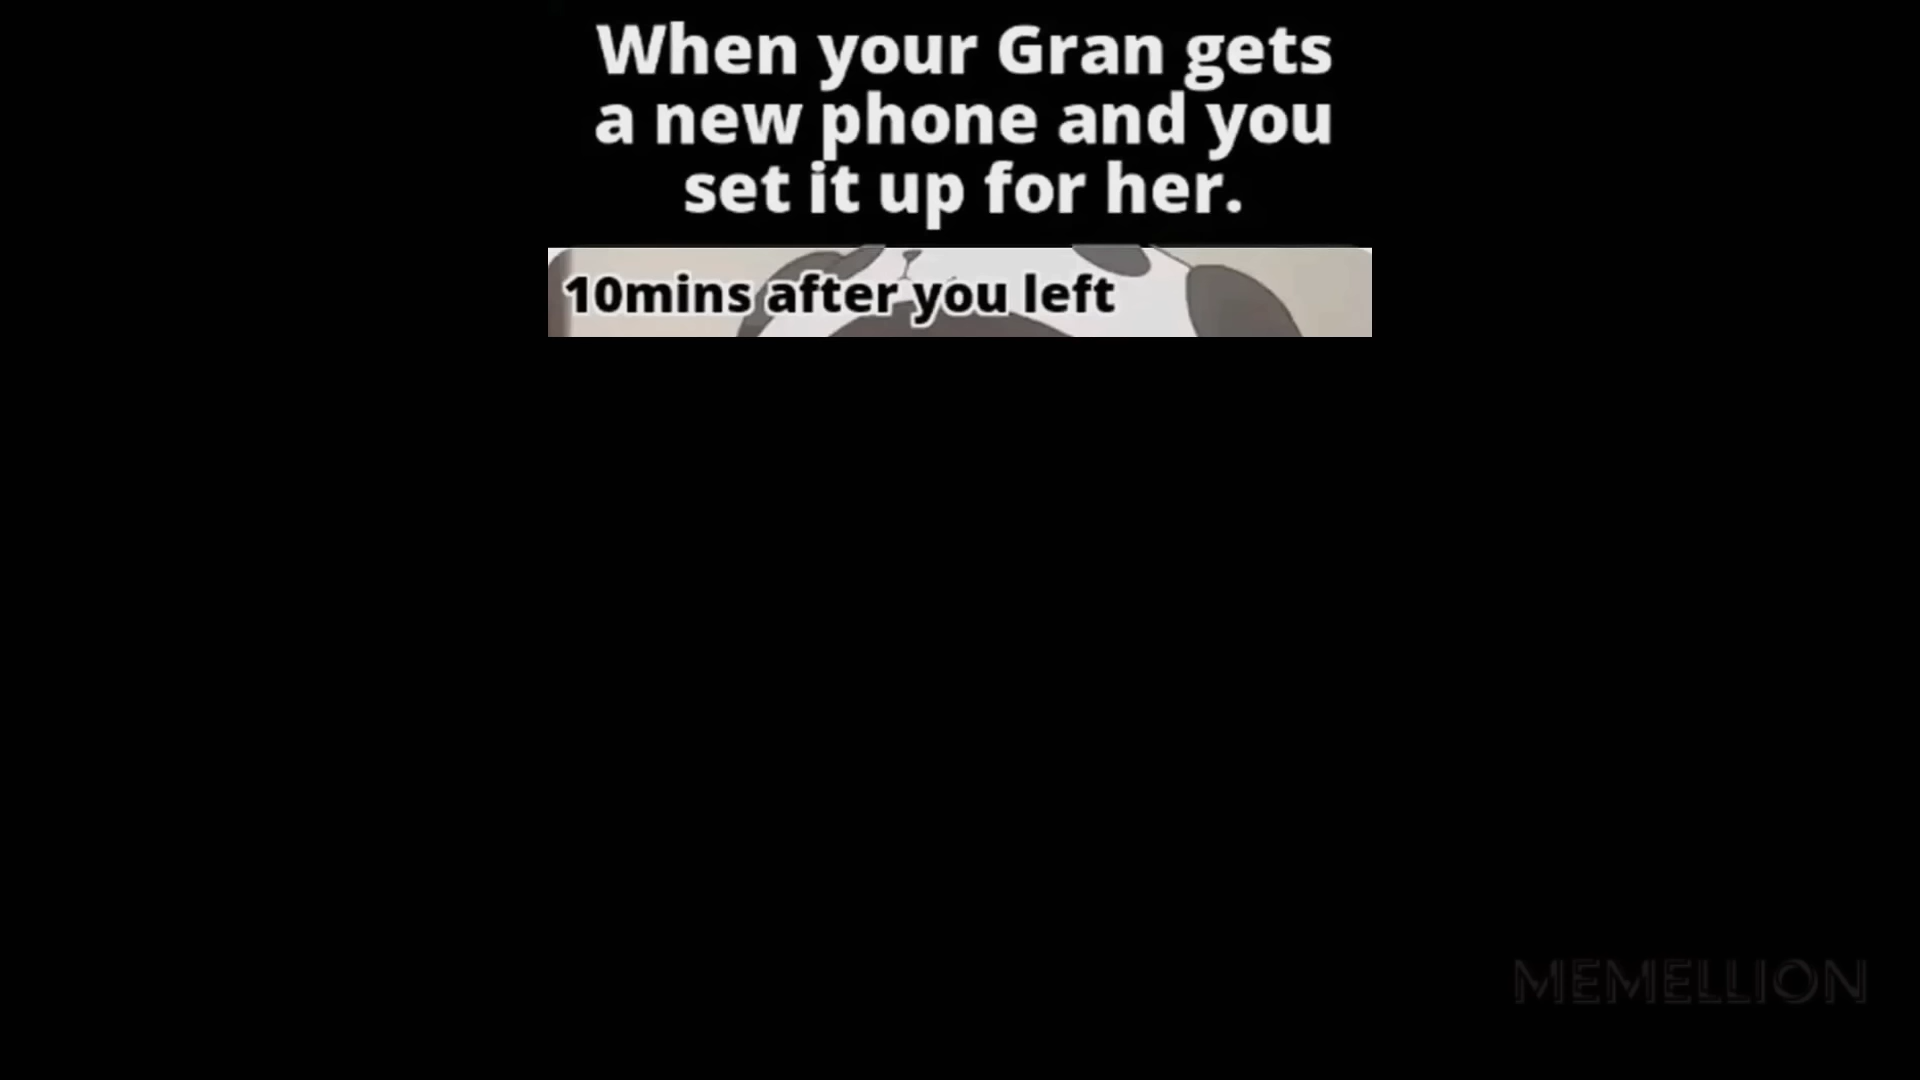 When your Gran gets
a new phone and you
set it up for her.
10mins after you left
MEMELLION